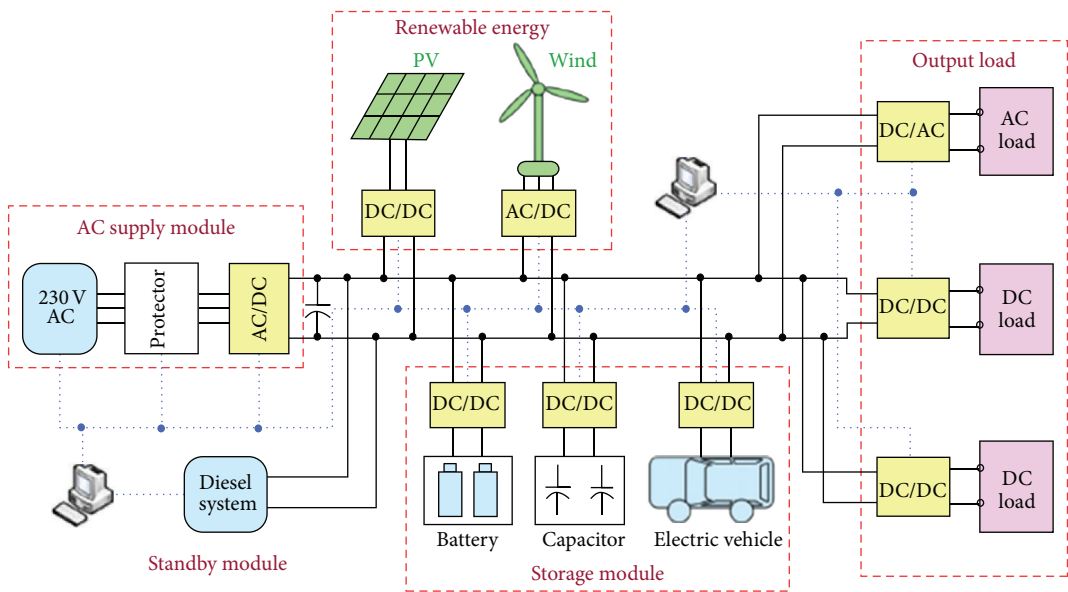 Renewable energy
PV
Wind
DC/DC
AC/DC
AC supply module
230 V
AC
Protector
AC/DC
Diesel
system
Standby module
DC/DC
DC/DC
DC/DC
Battery
Capacitor
Electric vehicle
Storage module
Output load
DC/AC
AC
load
DC/DC
DC
load
DC/DC
DC
load